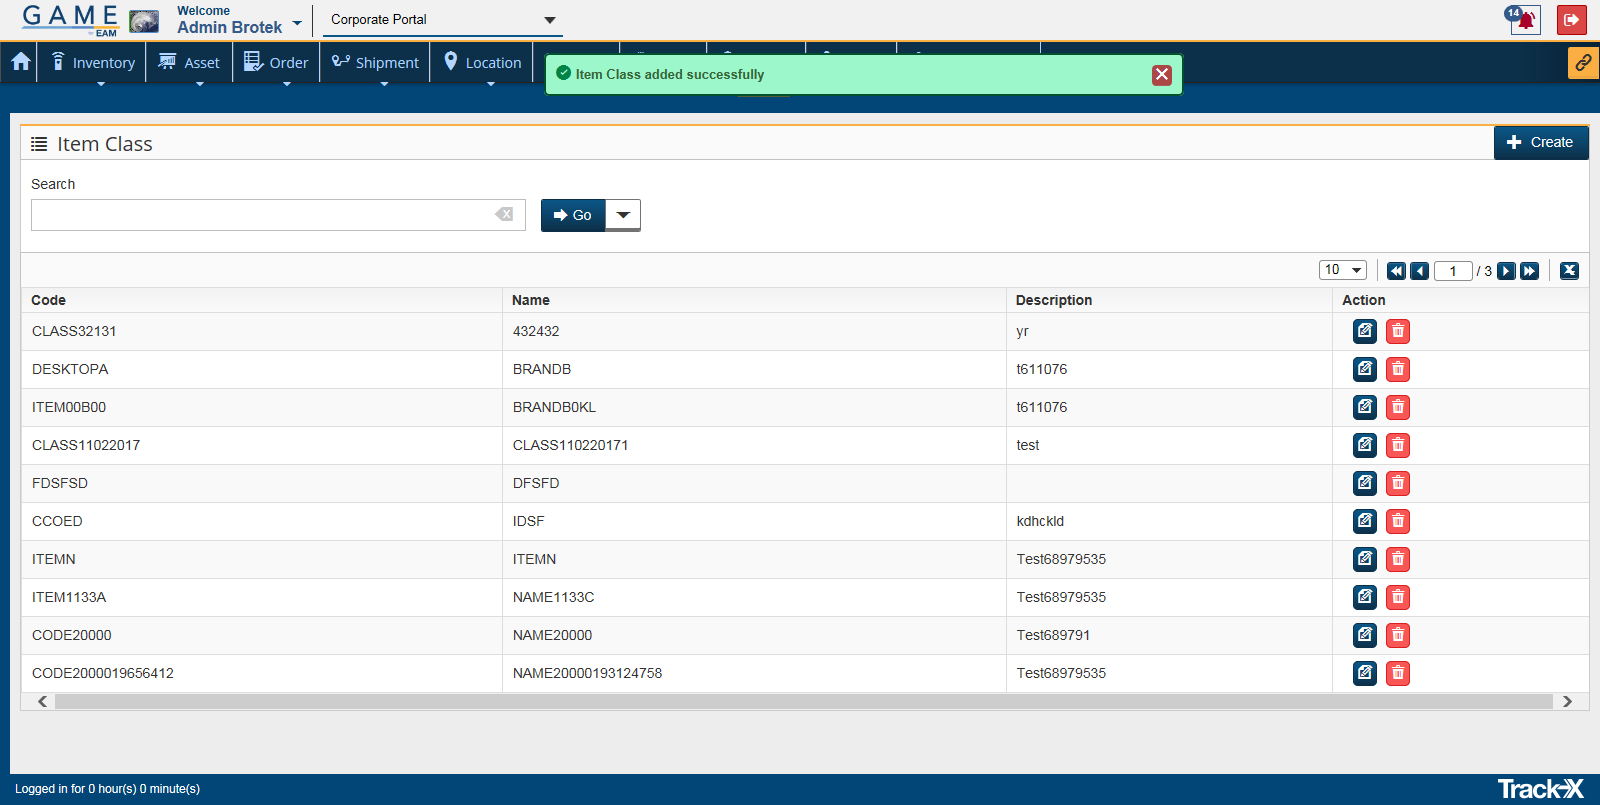 GAME
EAM
Welcome
Admin Brotek
Corporate Portal
14
Inventory
Asset
Order
Shipment
Location
Item Class added successfully
Item Class
Create
Search
Go
10
1 / 3
Code Name Description Action
CLASS32131 432432 yr
DESKTOPA BRANDB t611076
ITEM00B00 BRANDB0KL t611076
CLASS11022017 CLASS110220171 test
FDSFSD DFSFD
CCOED IDSF kdhckld
ITEMN ITEMN Test68979535
ITEM1133A NAME1133C Test68979535
CODE20000 NAME20000 Test689791
CODE2000019656412 NAME20000193124758 Test68979535
Logged in for 0 hour(s) 0 minute(s)
Track-X